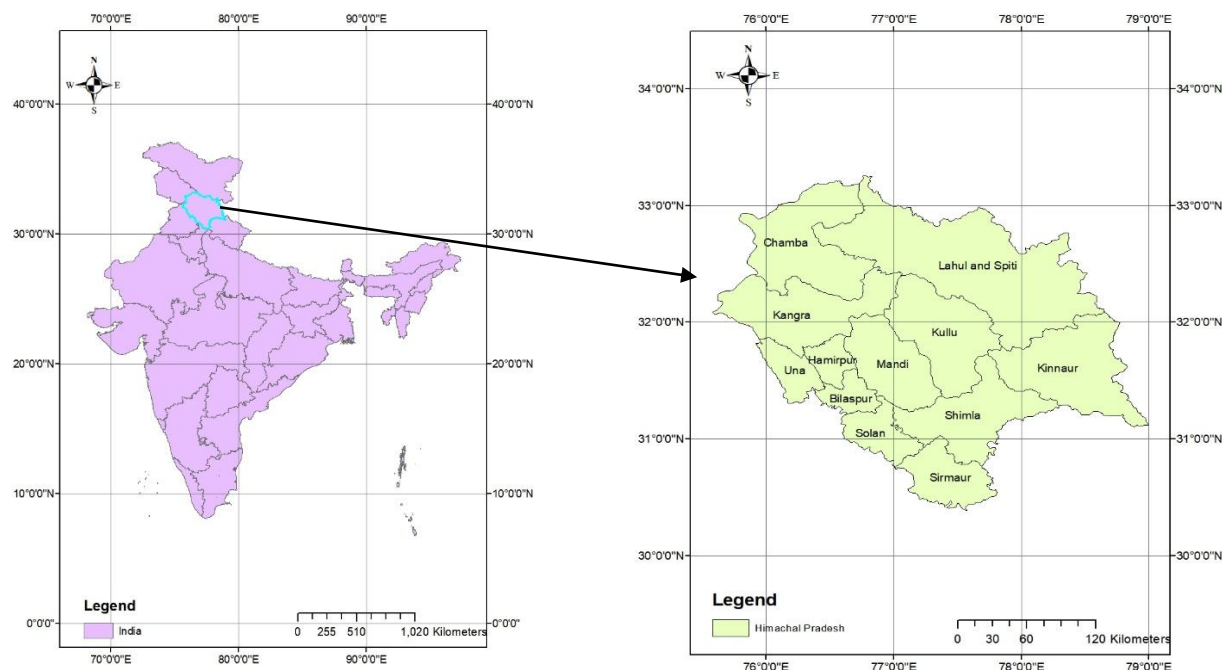 70°0'0"E 80°0'0"E 90°0'0"E
N
W E
S
40°0'0"N 40°0'0"N
30°0'0"N 30°0'0"N
20°0'0"N 20°0'0"N
10°0'0"N 10°0'0"N
0°0'0" 0°0'0"
Legend
India
0 255 510 1,020 Kilometers
70°0'0"E 80°0'0"E 90°0'0"E
76°0'0"E 77°0'0"E 78°0'0"E 79°0'0"E
N
W E
S
34°0'0"N 34°0'0"N
33°0'0"N 33°0'0"N
Chamba
Lahul and Spiti
Kangra
32°0'0"N 32°0'0"N
Kullu
Hamirpur
Mandi
Una
Kinnaur
Bilaspur
Shimla
Solan
31°0'0"N 31°0'0"N
Sirmaur
30°0'0"N 30°0'0"N
Legend
Himachal Pradesh
0 30 60 120 Kilometers
76°0'0"E 77°0'0"E 78°0'0"E 79°0'0"E